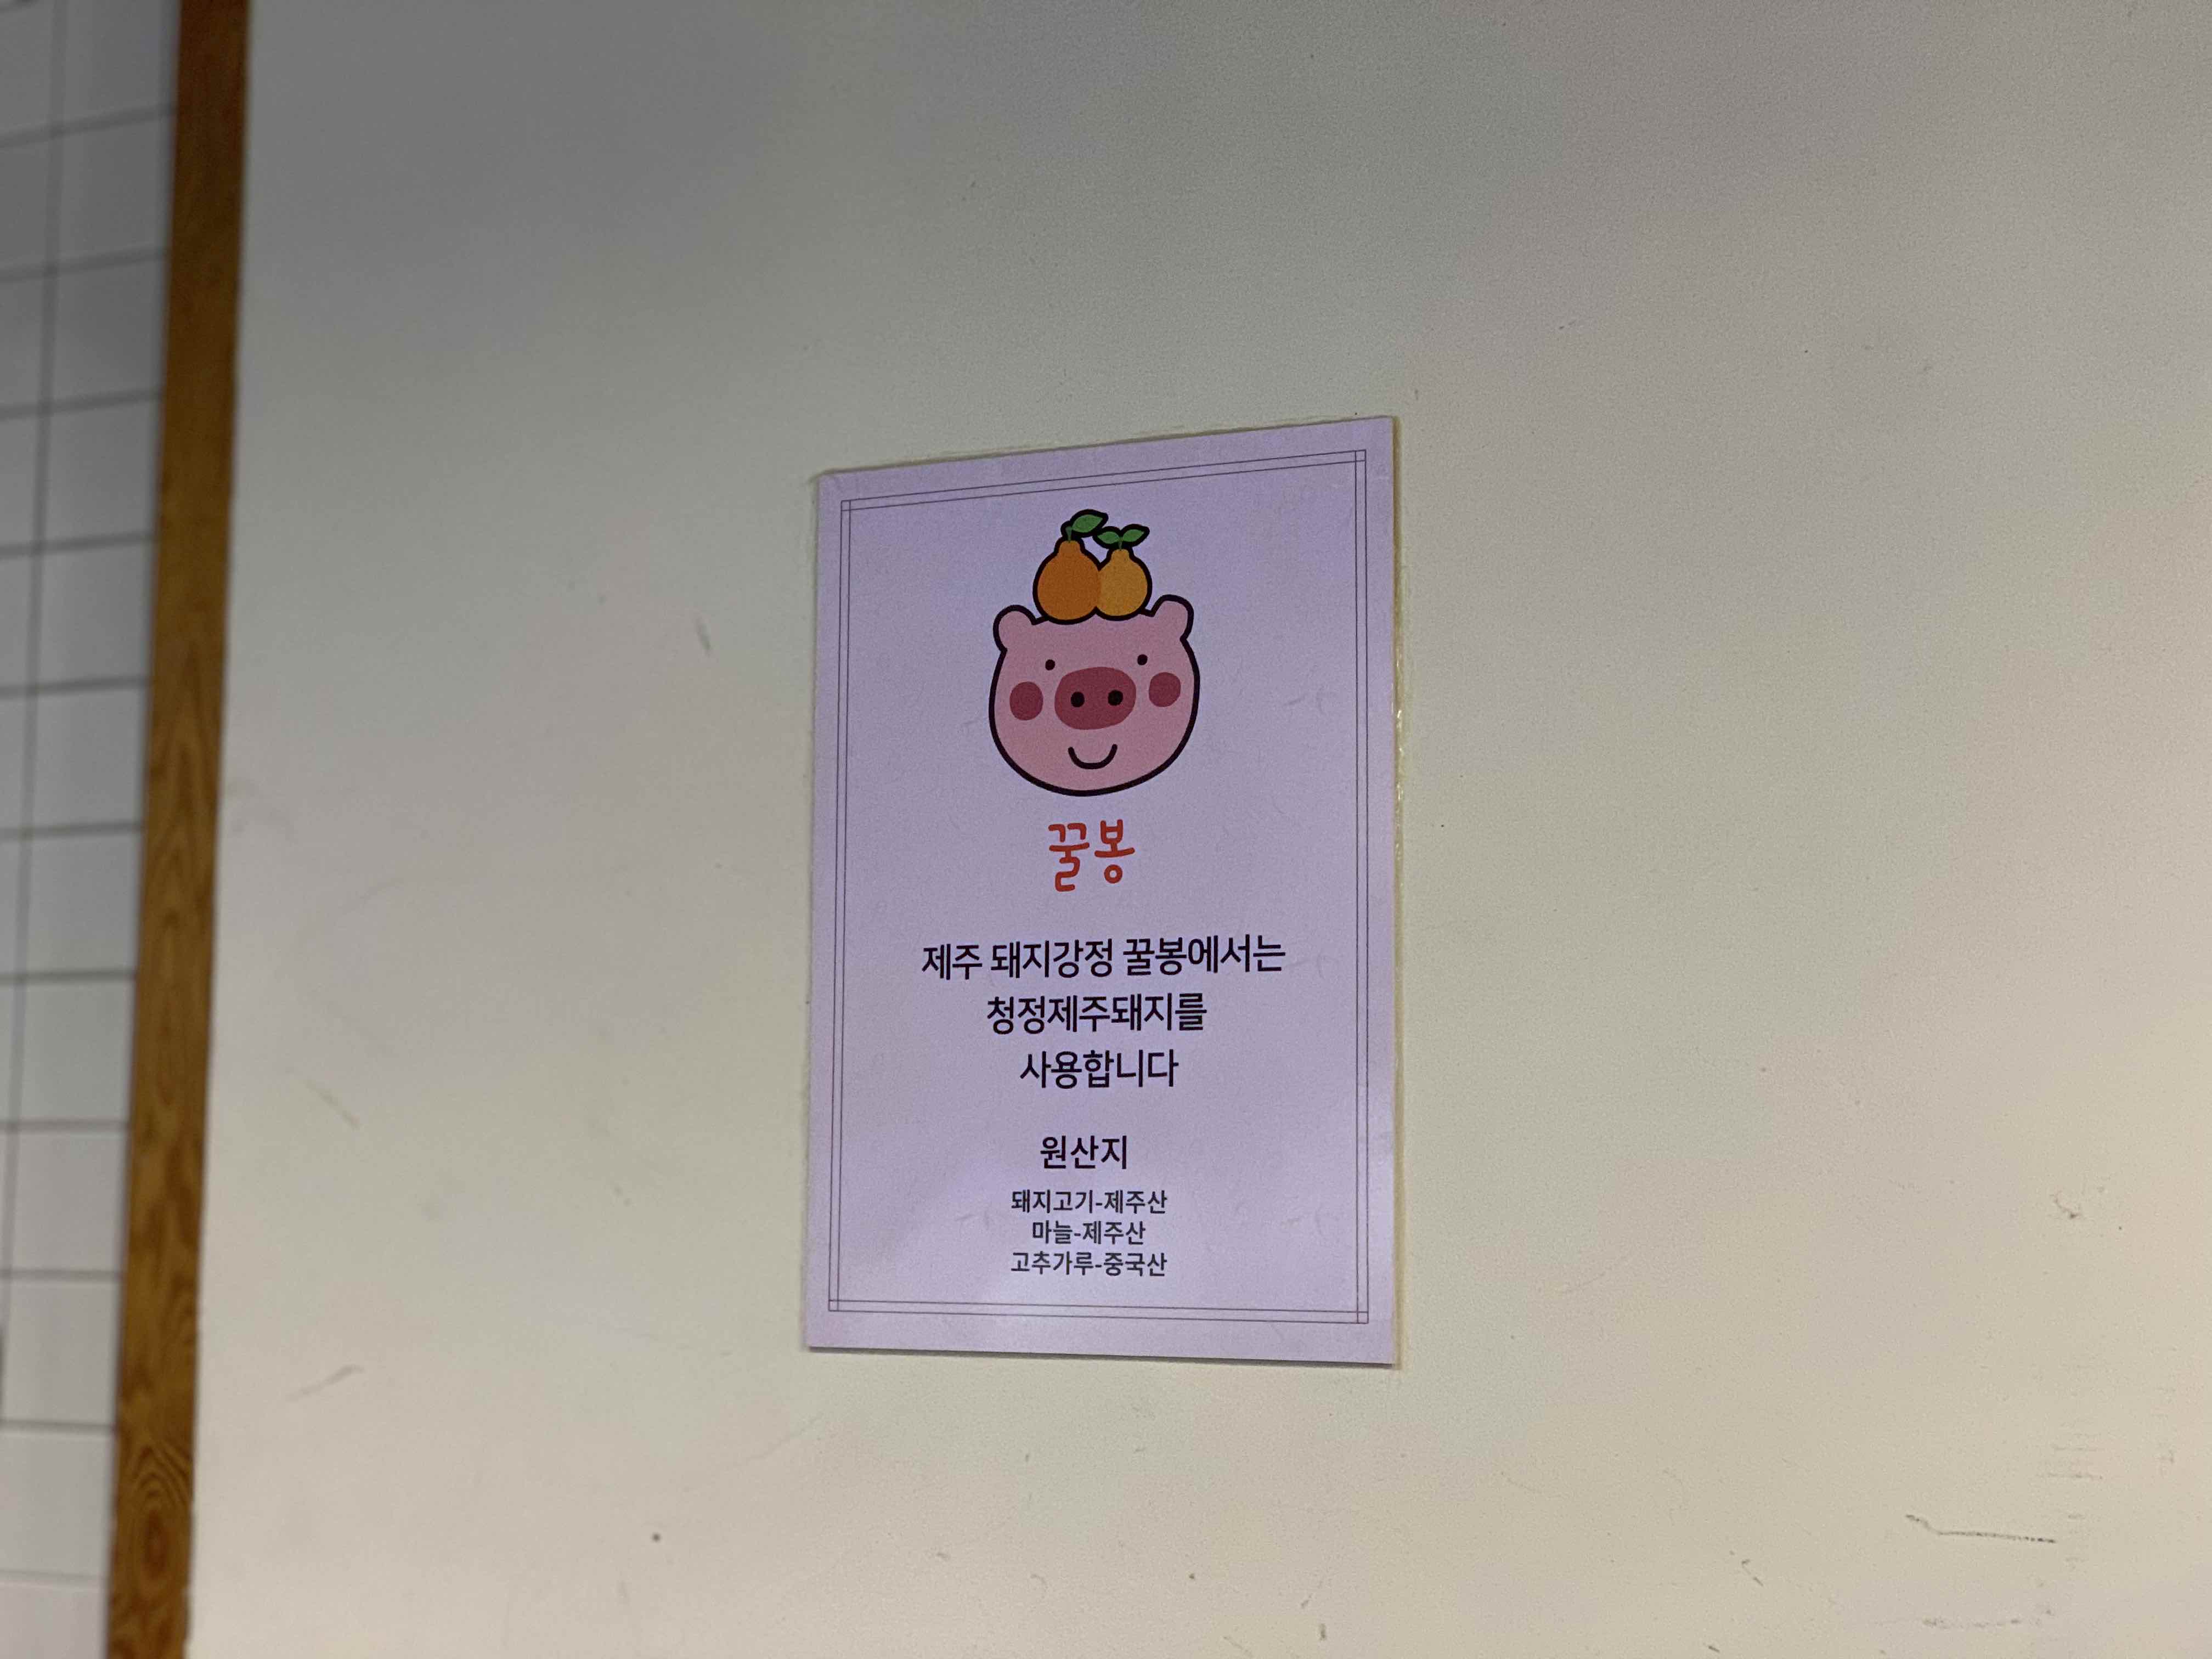 꿀봉
제주 돼지강정 꿀봉에서는
청정제주돼지를
사용합니다
원산지
돼지고기-제주산
마늘-제주산
고추가루-중국산